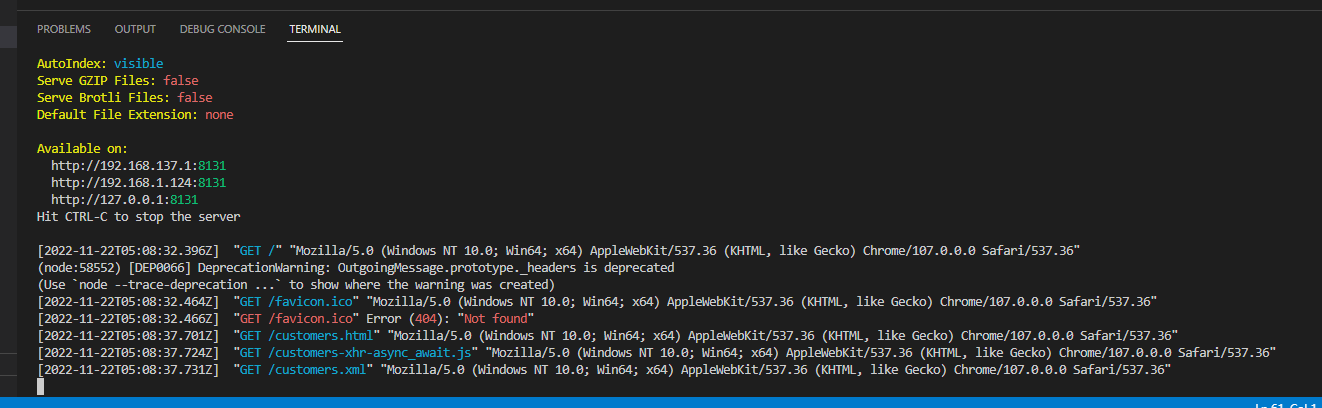 PROBLEMS OUTPUT DEBUG CONSOLE TERMINAL
AutoIndex: visible
Serve GZIP Files: false
Serve Brotli Files: false
Default File Extension: none
Available on:
http://192.168.137.1:8131
http://192.168.1.124:8131
http://127.0.0.1:8131
Hit CTRL-C to stop the server
[2022-11-22T05:08:32.396Z] "GET /" "Mozilla/5.0 (Windows NT 10.0; Win64; x64) AppleWebKit/537.36 (KHTML, like Gecko) Chrome/107.0.0.0 Safari/537.36"
(node:58552) [DEP0066] DeprecationWarning: OutgoingMessage.prototype._headers is deprecated
(Use `node --trace-deprecation ...` to show where the warning was created)
[2022-11-22T05:08:32.464Z] "GET /favicon.ico" "Mozilla/5.0 (Windows NT 10.0; Win64; x64) AppleWebKit/537.36 (KHTML, like Gecko) Chrome/107.0.0.0 Safari/537.36"
[2022-11-22T05:08:32.466Z] "GET /favicon.ico" Error (404): "Not found"
[2022-11-22T05:08:37.701Z] "GET /customers.html" "Mozilla/5.0 (Windows NT 10.0; Win64; x64) AppleWebKit/537.36 (KHTML, like Gecko) Chrome/107.0.0.0 Safari/537.36"
[2022-11-22T05:08:37.724Z] "GET /customers-xhr-async_await.js" "Mozilla/5.0 (Windows NT 10.0; Win64; x64) AppleWebKit/537.36 (KHTML, like Gecko) Chrome/107.0.0.0 Safari/537.36"
[2022-11-22T05:08:37.731Z] "GET /customers.xml" "Mozilla/5.0 (Windows NT 10.0; Win64; x64) AppleWebKit/537.36 (KHTML, like Gecko) Chrome/107.0.0.0 Safari/537.36"